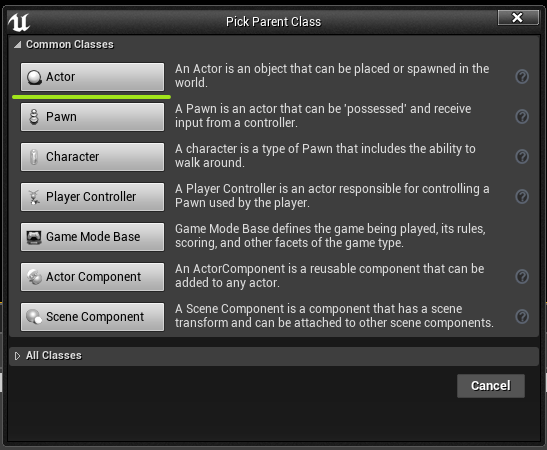 Pick Parent Class
Common Classes
Actor
An Actor is an object that can be placed or spawned in the
world.
Pawn
A Pawn is an actor that can be 'possessed' and receive
input from a controller.
Character
A character is a type of Pawn that includes the ability to
walk around.
Player Controller
A Player Controller is an actor responsible for controlling a
Pawn used by the player.
Game Mode Base
Game Mode Base defines the game being played, its rules,
scoring, and other facets of the game type.
Actor Component
An ActorComponent is a reusable component that can be
added to any actor.
Scene Component
A Scene Component is a component that has a scene
transform and can be attached to other scene components.
All Classes
Cancel